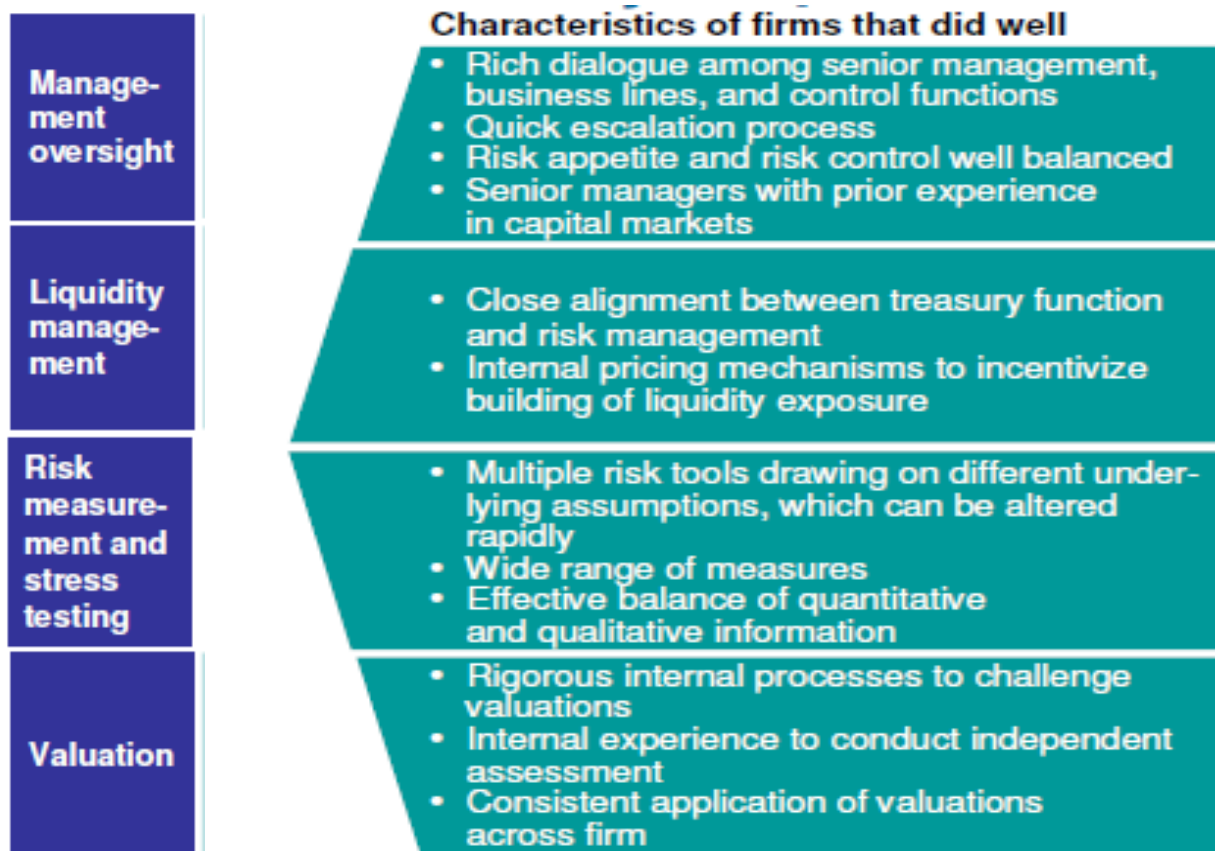 Characteristics of firms that did well
Manage-
ment
oversight
• Rich dialogue among senior management,
business lines, and control functions
• Quick escalation process
• Risk appetite and risk control well balanced
• Senior managers with prior experience
in capital markets
Liquidity
manage-
ment
• Close alignment between treasury function
and risk management
• Internal pricing mechanisms to incentivize
building of liquidity exposure
Risk
measure-
ment and
stress
testing
• Multiple risk tools drawing on different under-
lying assumptions, which can be altered
rapidly
• Wide range of measures
• Effective balance of quantitative
and qualitative information
Valuation
• Rigorous internal processes to challenge
valuations
• Internal experience to conduct independent
assessment
• Consistent application of valuations
across firm